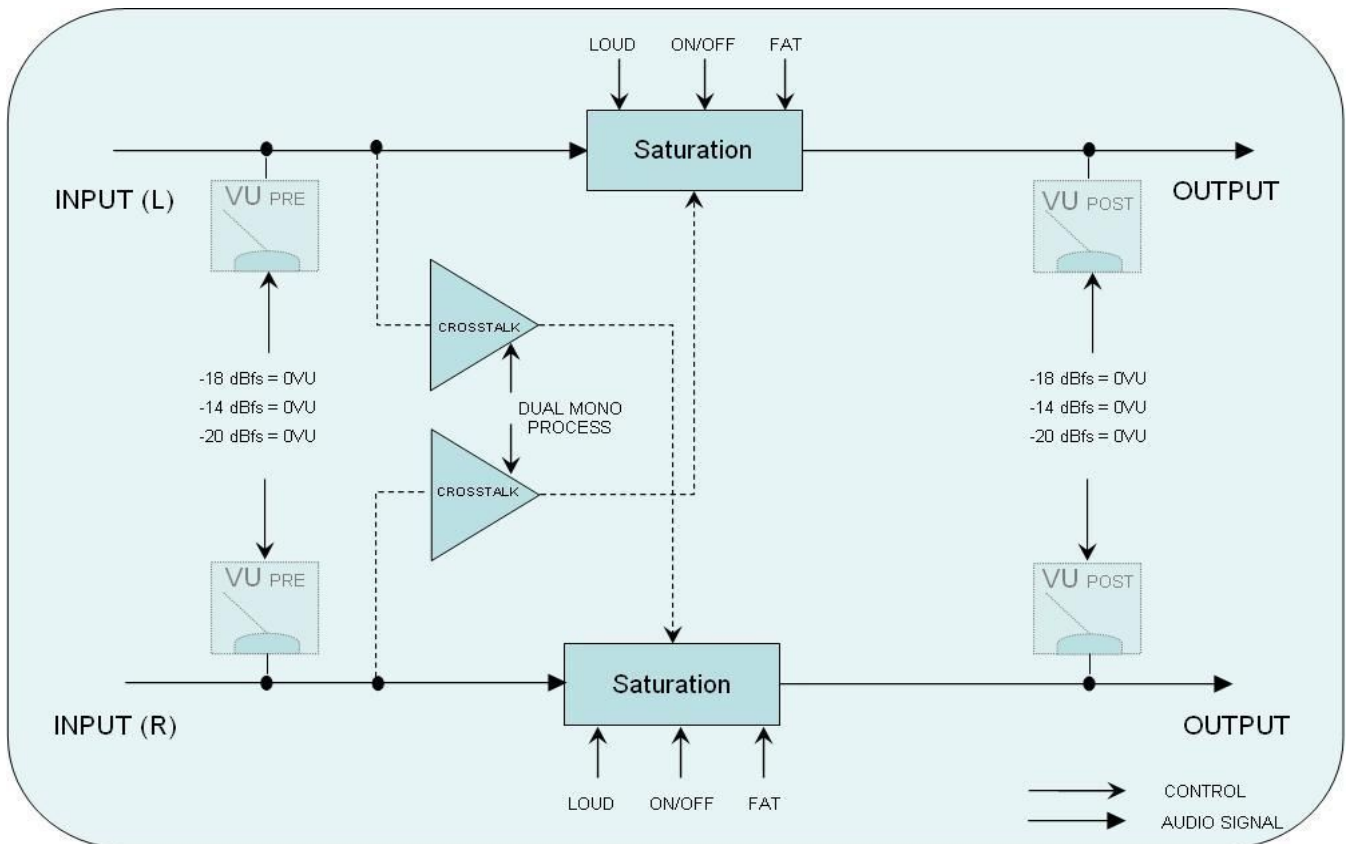 LOUD ON/OFF FAT
Saturation
INPUT (L)
VU PRE
VU POST
OUTPUT
CROSSTALK
-18 dBfs = 0VU
-14 dBfs = 0VU
-20 dBfs = 0VU
DUAL MONO
PROCESS
-18 dBfs = 0VU
-14 dBfs = 0VU
-20 dBfs = 0VU
CROSSTALK
VU PRE
VU POST
Saturation
INPUT (R)
OUTPUT
LOUD ON/OFF FAT
CONTROL
AUDIO SIGNAL